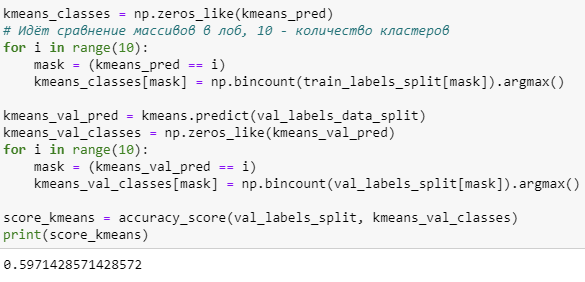 kmeans_classes = np.zeros_like(kmeans_pred)
# Идёт сравнение массивов в лоб, 10 - количество кластеров
for i in range(10):
    mask = (kmeans_pred == i)
    kmeans_classes[mask] = np.bincount(train_labels_split[mask]).argmax()

kmeans_val_pred = kmeans.predict(val_labels_data_split)
kmeans_val_classes = np.zeros_like(kmeans_val_pred)
for i in range(10):
    mask = (kmeans_val_pred == i)
    kmeans_val_classes[mask] = np.bincount(val_labels_split[mask]).argmax()

score_kmeans = accuracy_score(val_labels_split, kmeans_val_classes)
print(score_kmeans)
0.5971428571428572